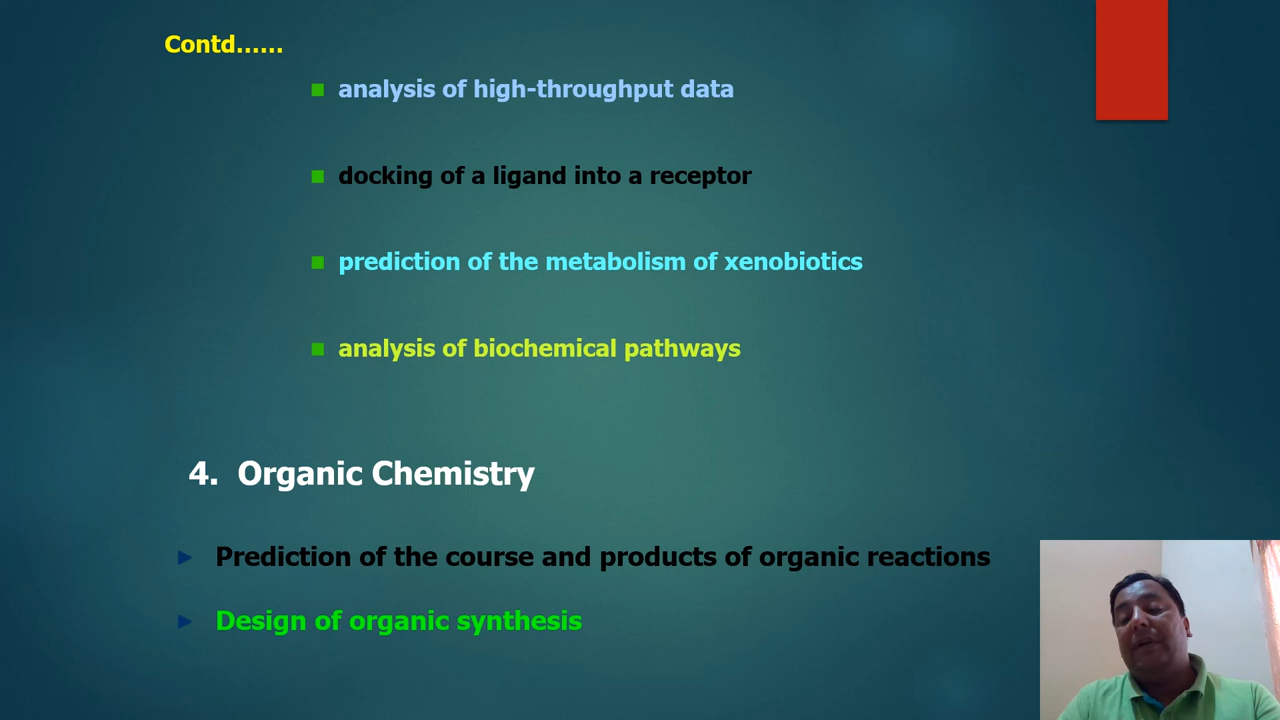 Contd......
analysis of high-throughput data
docking of a ligand into a receptor
prediction of the metabolism of xenobiotics
analysis of biochemical pathways
4. Organic Chemistry
Prediction of the course and products of organic reactions
Design of organic synthesis